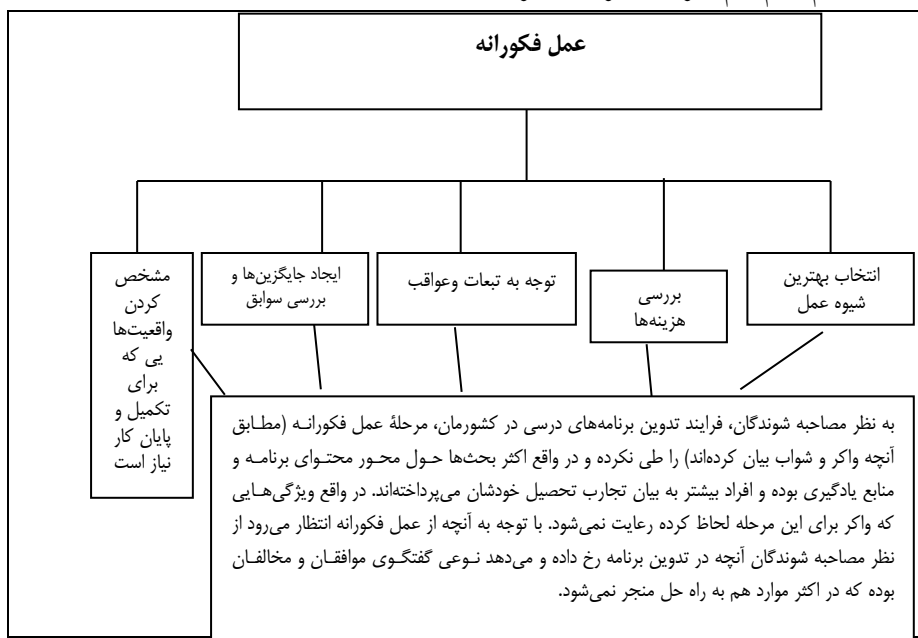 عمل فکورانه
انتخاب بهترین
شیوه عمل
بررسی
هزینه‌ها
توجه به تبعات وعواقب
ایجاد جایگزین‌ها و
بررسی سوابق
مشخص
کردن
واقعیت‌ها
یی که
برای
تکمیل و
پایان کار
نیاز است
به نظر مصاحبه شوندگان، فرایند تدوین برنامه‌های درسی در کشورمان، مرحلۀ عمل فکورانـه (مطـابق
آنچه واکر و شواب بیان کرده‌اند) را طی نکرده و در واقع اکثر بحث‌ها حـول محـور محتـوای برنامـه و
منابع یادگیری بوده و افراد بیشتر به بیان تجارب تحصیل خودشان می‌پرداخته‌اند. در واقع ویژگی‌هـایی
که واکر برای این مرحله لحاظ کرده رعایت نمی‌شود. با توجه به آنچه از عمل فکورانه انتظار می‌رود از
نظر مصاحبه شوندگان آنچه در تدوین برنامه رخ داده و می‌دهد نـوعی گفتگـوی موافقـان و مخالفـان
بوده که در اکثر موارد هم به راه حل منجر نمی‌شود.